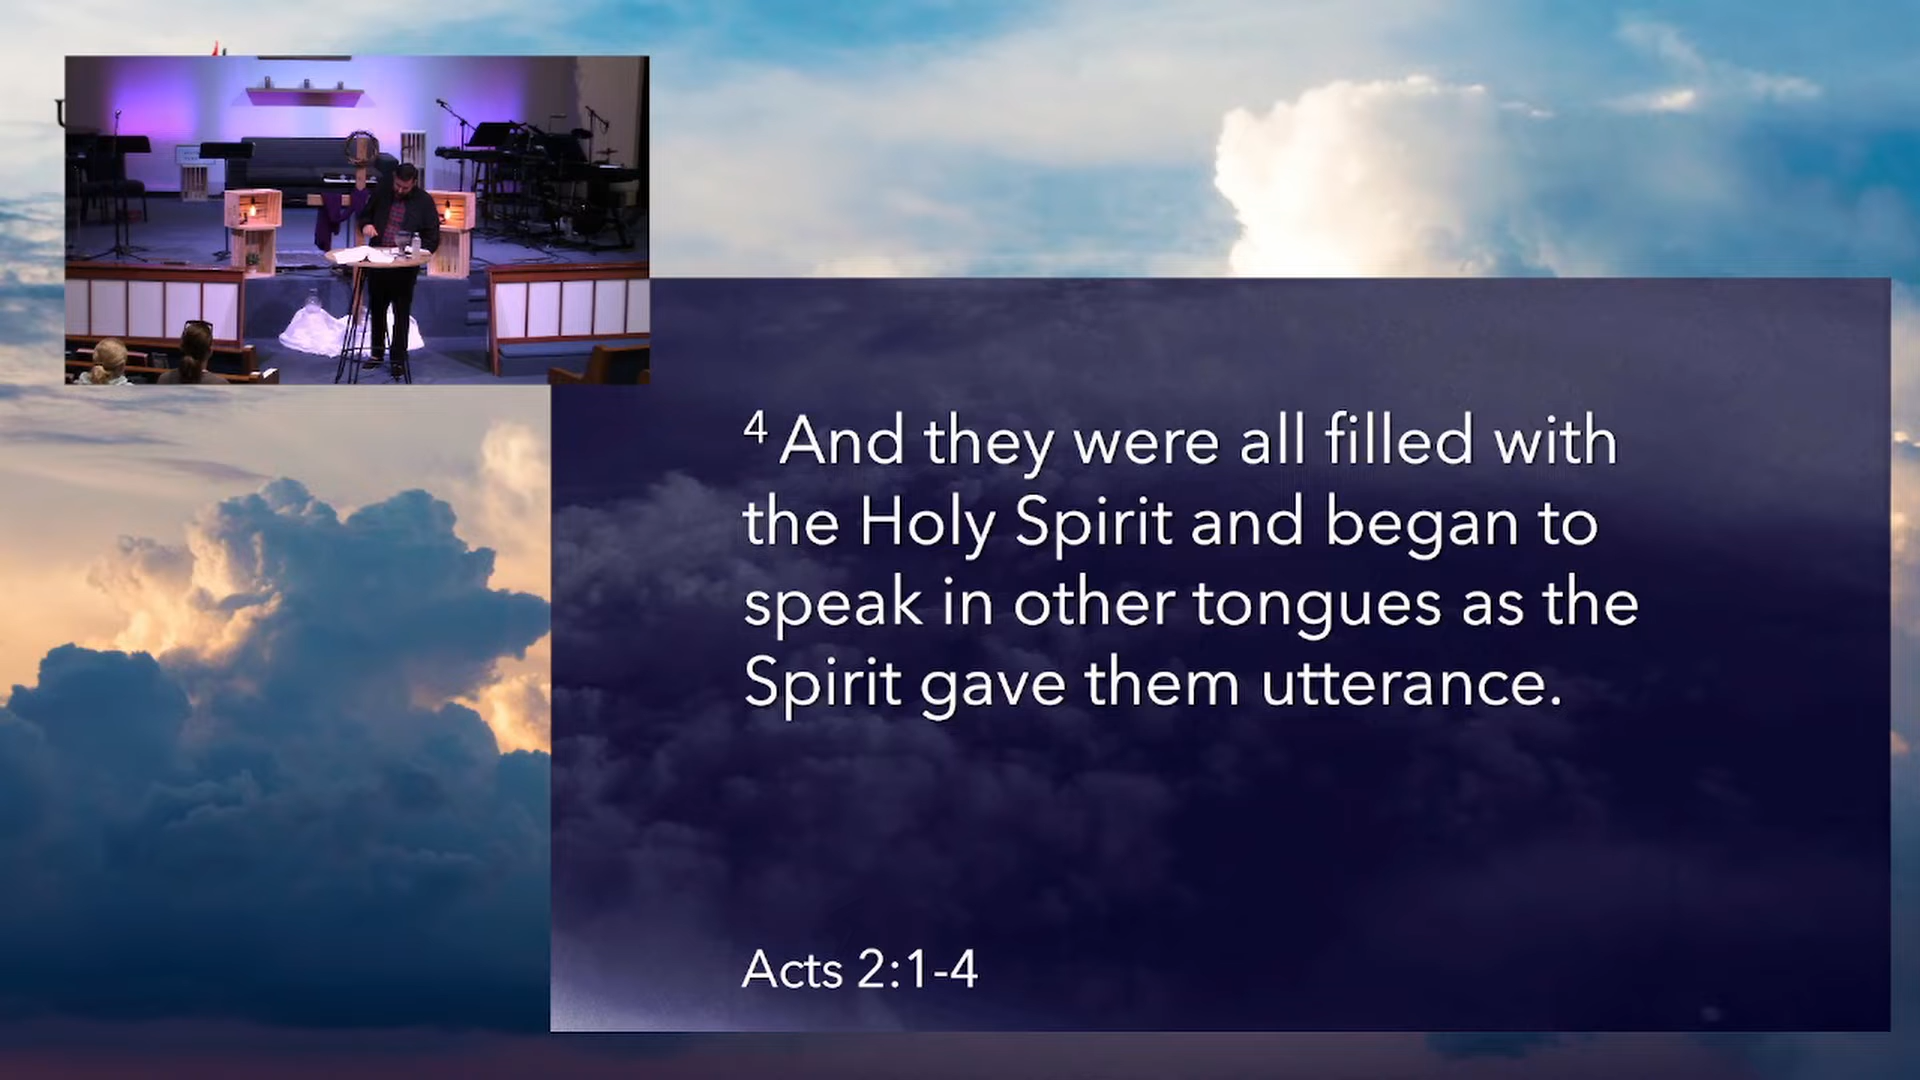 4 And they were all filled with
the Holy Spirit and began to
speak in other tongues as the
Spirit gave them utterance.
Acts 2:1-4